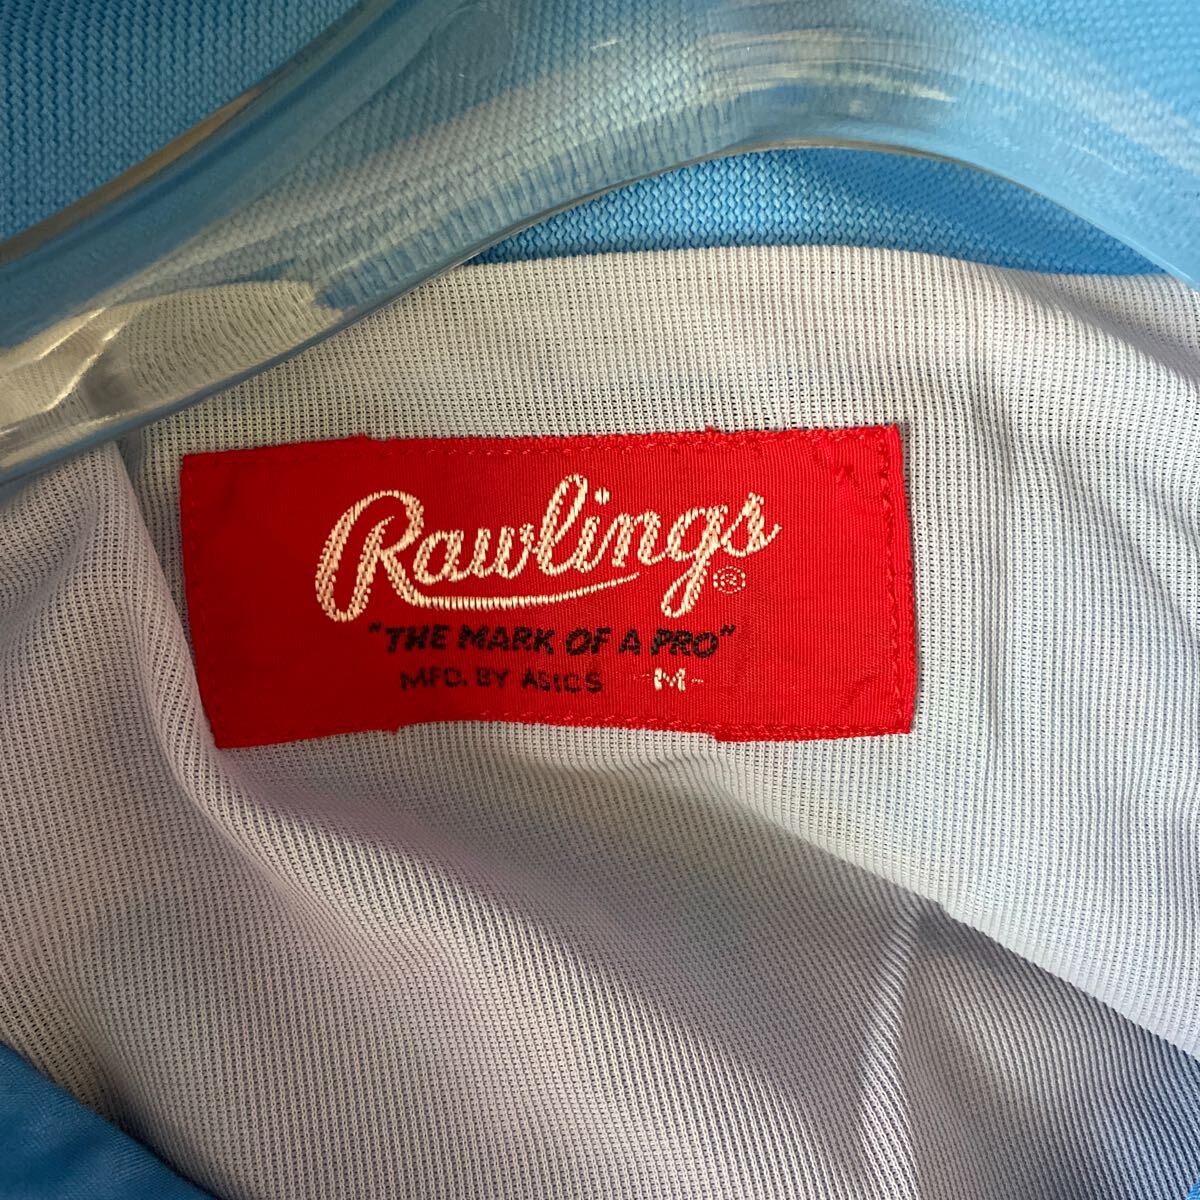 Rawlings®
"THE MARK OF A PRO"
MFD. BY ASICS -M-